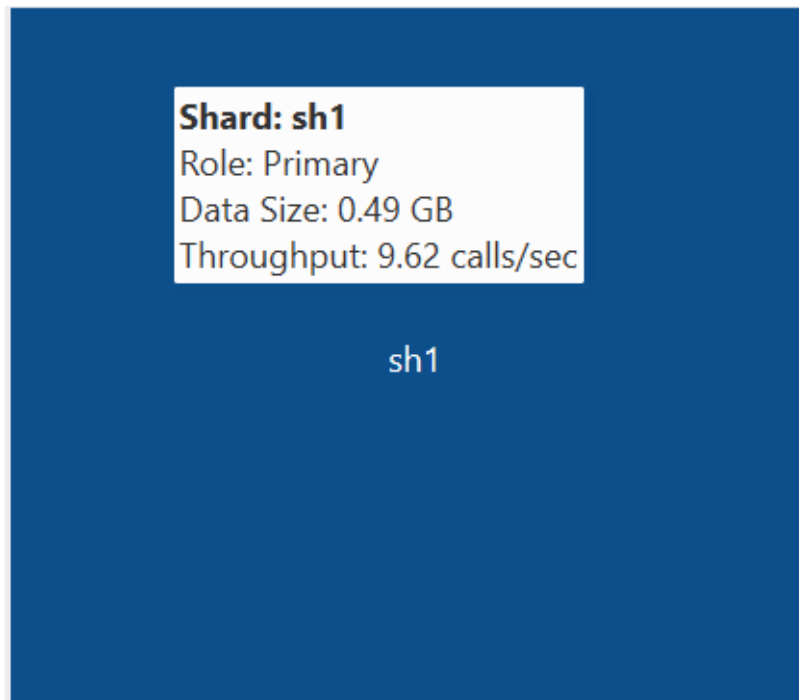 Shard: sh1
Role: Primary
Data Size: 0.49 GB
Throughput: 9.62 calls/sec
sh1